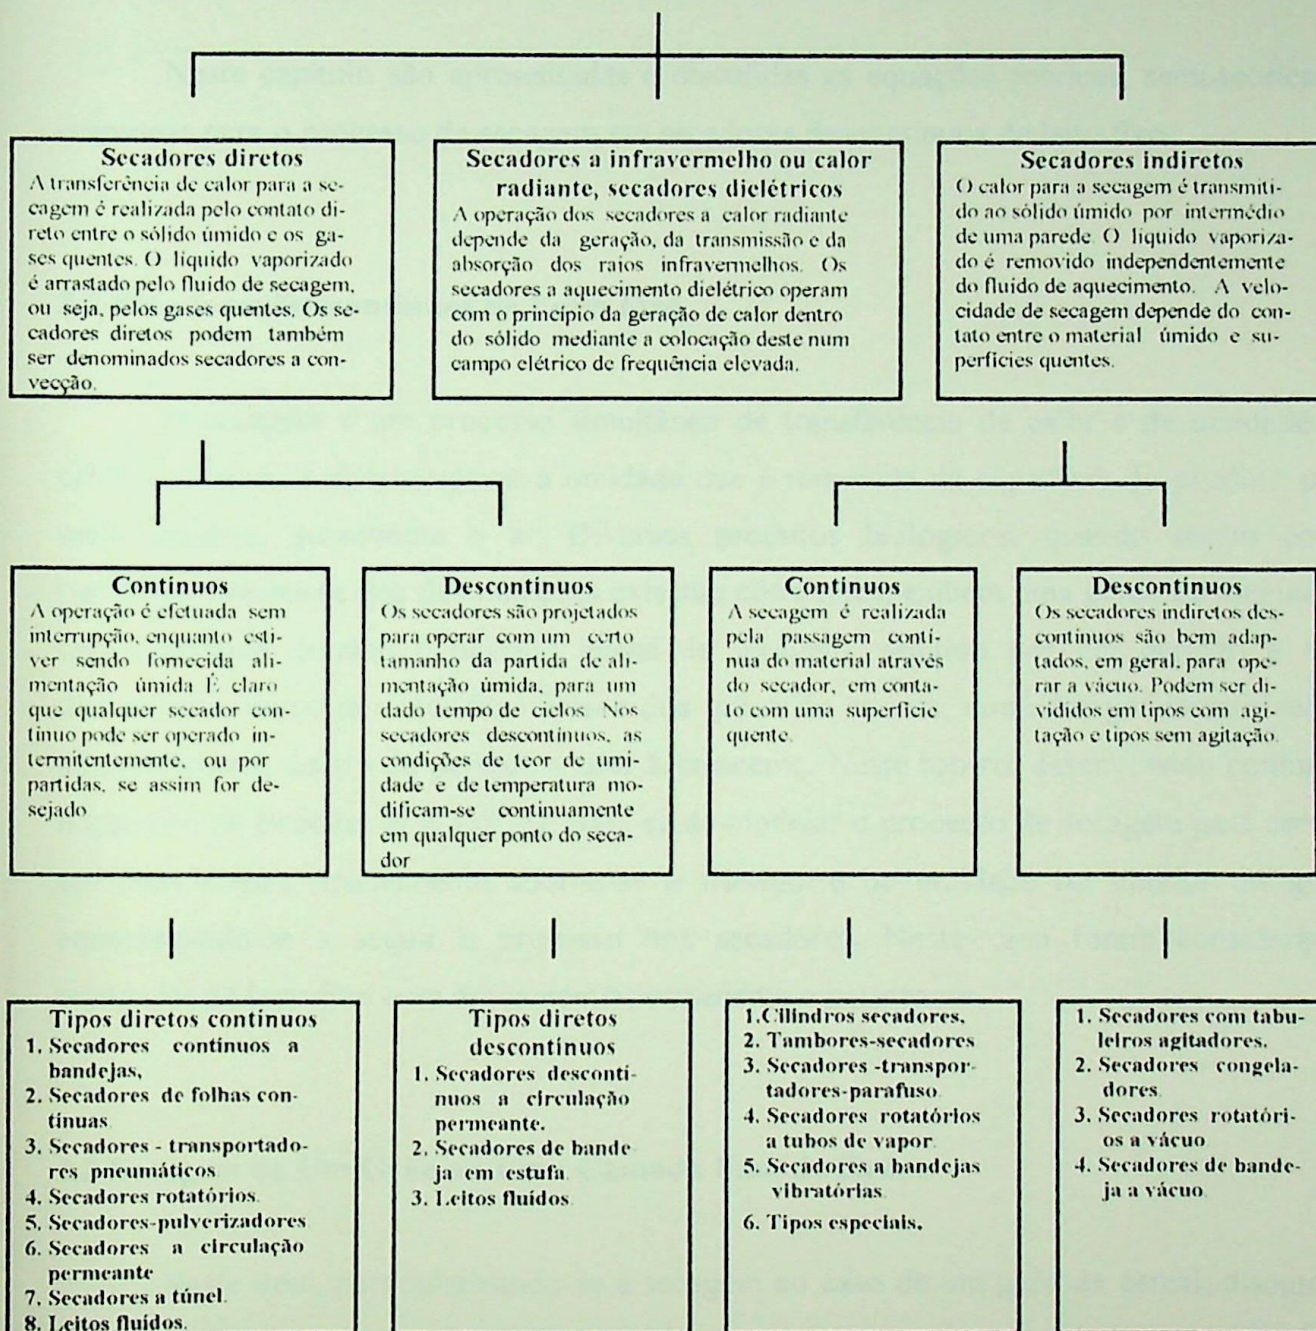 Secadores diretos
A transferência de calor para a se-
cagem é realizada pelo contato di-
reto entre o sólido úmido e os ga-
ses quentes. O líquido vaporizado
é arrastado pelo fluido de secagem,
ou seja, pelos gases quentes. Os se-
cadores diretos podem também
ser denominados secadores a con-
vecção.
Secadores a infravermelho ou calor
radiante, secadores dielétricos
A operação dos secadores a calor radiante
depende da geração, da transmissão e da
absorção dos raios infravermelhos. Os
secadores a aquecimento dielétrico operam
com o princípio da geração de calor dentro
do sólido mediante a colocação deste num
campo elétrico de frequência elevada.
Secadores indiretos
O calor para a secagem é transmiti-
do ao sólido úmido por intermédio
de uma parede. O líquido vaporiza-
do é removido independentemente
do fluido de aquecimento. A velo-
cidade de secagem depende do con-
tato entre o material úmido e su-
perfícies quentes.
Contínuos
A operação é efetuada sem
interrupção, enquanto esti-
ver sendo fornecida ali-
mentação úmida É claro
que qualquer secador con-
tínuo pode ser operado in-
termitentemente, ou por
partidas, se assim for de-
sejado
Descontínuos
Os secadores são projetados
para operar com um certo
tamanho da partida de ali-
mentação úmida, para um
dado tempo de ciclos. Nos
secadores descontínuos, as
condições de teor de umi-
dade e de temperatura mo-
dificam-se continuamente
em qualquer ponto do seca-
dor
Contínuos
A secagem é realizada
pela passagem contí-
nua do material através
do secador, em conta-
to com uma superfície
quente.
Descontínuos
Os secadores indiretos des-
contínuos são bem adap-
tados, em geral, para ope-
rar a vácuo. Podem ser di-
vididos em tipos com agi-
tação e tipos sem agitação.
Tipos diretos contínuos
1. Secadores contínuos a
bandejas,
2. Secadores de folhas con-
tínuas.
3. Secadores - transportado-
res pneumáticos
4. Secadores rotatórios.
5. Secadores-pulverizadores
6. Secadores a circulação
permeante
7. Secadores a túnel.
8. Leitos fluídos.
Tipos diretos
descontínuos
1. Secadores descontí-
nuos a circulação
permeante.
2. Secadores de bande
ja em estufa.
3. Leitos fluídos.
1.Cilindros secadores.
2. Tambores-secadores
3. Secadores -transpor-
tadores-parafuso.
4. Secadores rotatórios
a tubos de vapor.
5. Secadores a bandejas
vibratórias.
6. Tipos especiais.
1. Secadores com tabu-
leiros agitadores.
2. Secadores congela-
dores.
3. Secadores rotatóri-
os a vácuo
4. Secadores de bande-
ja a vácuo.